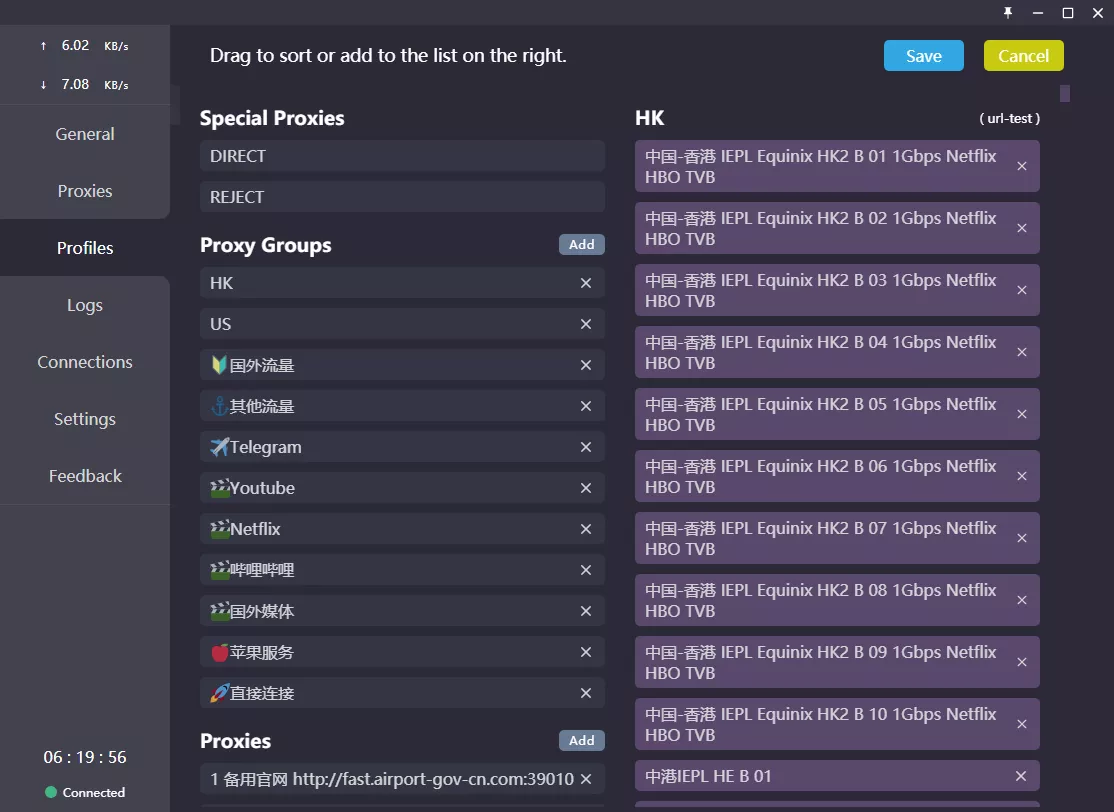 ↑ 6.02 KB/s
↓ 7.08 KB/s
General
Proxies
Profiles
Logs
Connections
Settings
Feedback
06 : 19 : 56
Connected
Drag to sort or add to the list on the right.
Save
Cancel
Special Proxies
DIRECT
REJECT
Proxy Groups
Add
HK
US
🔰国外流量
⚓其他流量
✈️Telegram
🎬Youtube
🎬Netflix
🎬哔哩哔哩
🎬国外媒体
🍎苹果服务
🚀直接连接
Proxies
Add
1 备用官网 http://fast.airport-gov-cn.com:39010
HK
( url-test )
中国-香港 IEPL Equinix HK2 B 01 1Gbps Netflix
HBO TVB
中国-香港 IEPL Equinix HK2 B 02 1Gbps Netflix
HBO TVB
中国-香港 IEPL Equinix HK2 B 03 1Gbps Netflix
HBO TVB
中国-香港 IEPL Equinix HK2 B 04 1Gbps Netflix
HBO TVB
中国-香港 IEPL Equinix HK2 B 05 1Gbps Netflix
HBO TVB
中国-香港 IEPL Equinix HK2 B 06 1Gbps Netflix
HBO TVB
中国-香港 IEPL Equinix HK2 B 07 1Gbps Netflix
HBO TVB
中国-香港 IEPL Equinix HK2 B 08 1Gbps Netflix
HBO TVB
中国-香港 IEPL Equinix HK2 B 09 1Gbps Netflix
HBO TVB
中国-香港 IEPL Equinix HK2 B 10 1Gbps Netflix
HBO TVB
中港IEPL HE B 01